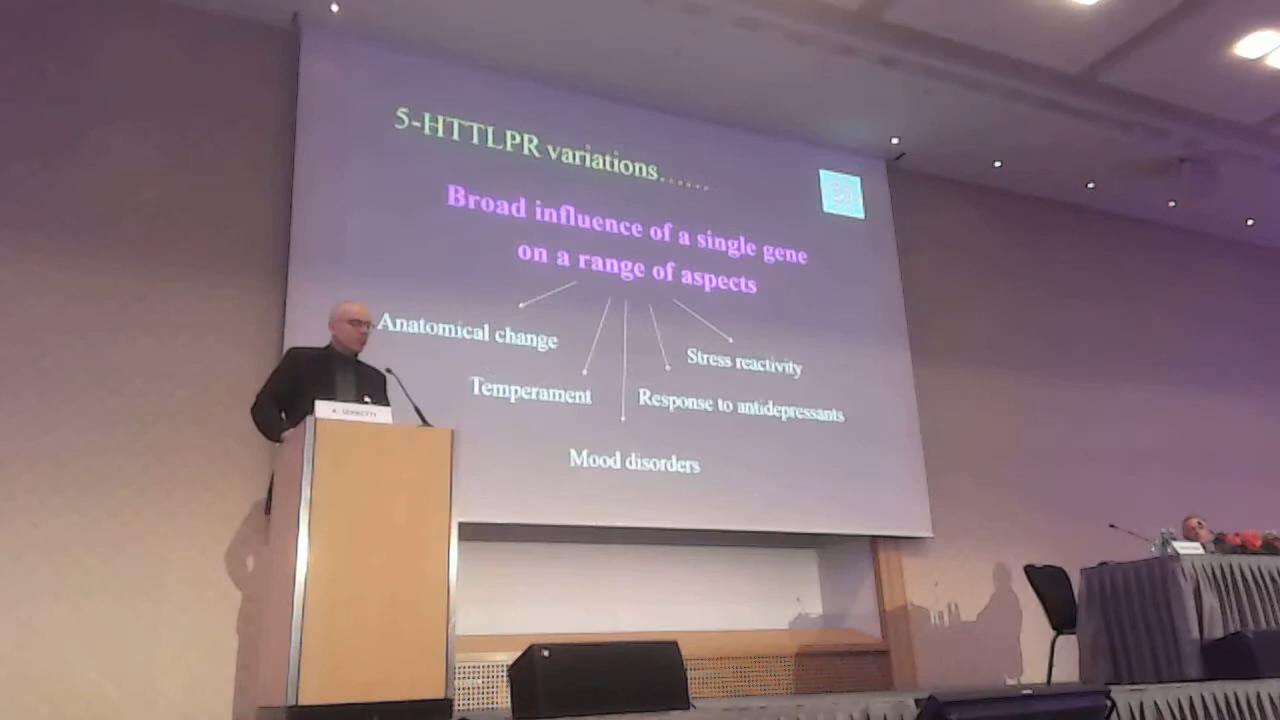 5-HTTLPR variations......
Broad influence of a single gene
on a range of aspects
Anatomical change
Stress reactivity
Temperament
Response to antidepressants
Mood disorders
A. SERRETTI